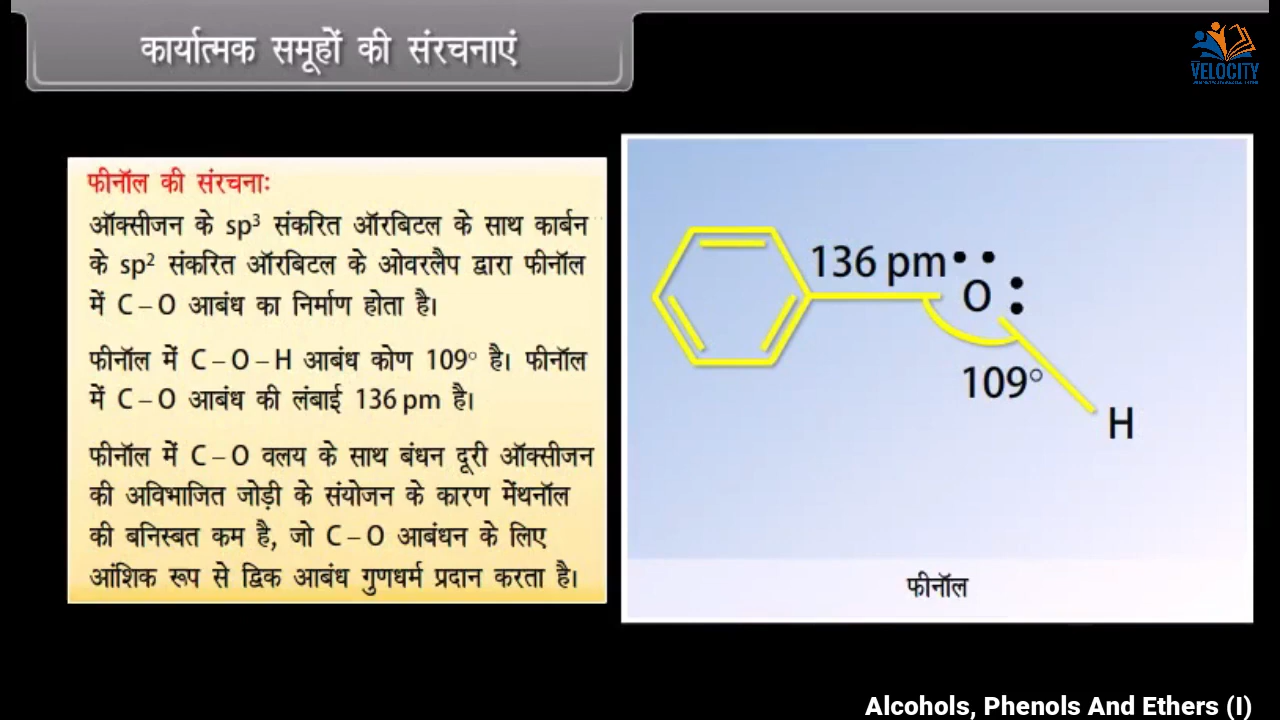 कार्यात्मक समूहों की संरचनाएं
VELOCITY
फीनॉल की संरचनाः
ऑक्सीजन के sp³ संकरित ऑरबिटल के साथ कार्बन
के sp² संकरित ऑरबिटल के ओवरलैप द्वारा फीनॉल
में C – O आबंध का निर्माण होता है।
फीनॉल में C – O – H आबंध कोण 109° है। फीनॉल
में C – O आबंध की लंबाई 136 pm है।
फीनॉल में C – O वलय के साथ बंधन दूरी ऑक्सीजन
की अविभाजित जोड़ी के संयोजन के कारण मेंथनॉल
की बनिस्बत कम है, जो C – O आबंधन के लिए
आंशिक रूप से द्विक आबंध गुणधर्म प्रदान करता है।
136 pm
O
109°
H
फीनॉल
Alcohols, Phenols And Ethers (I)